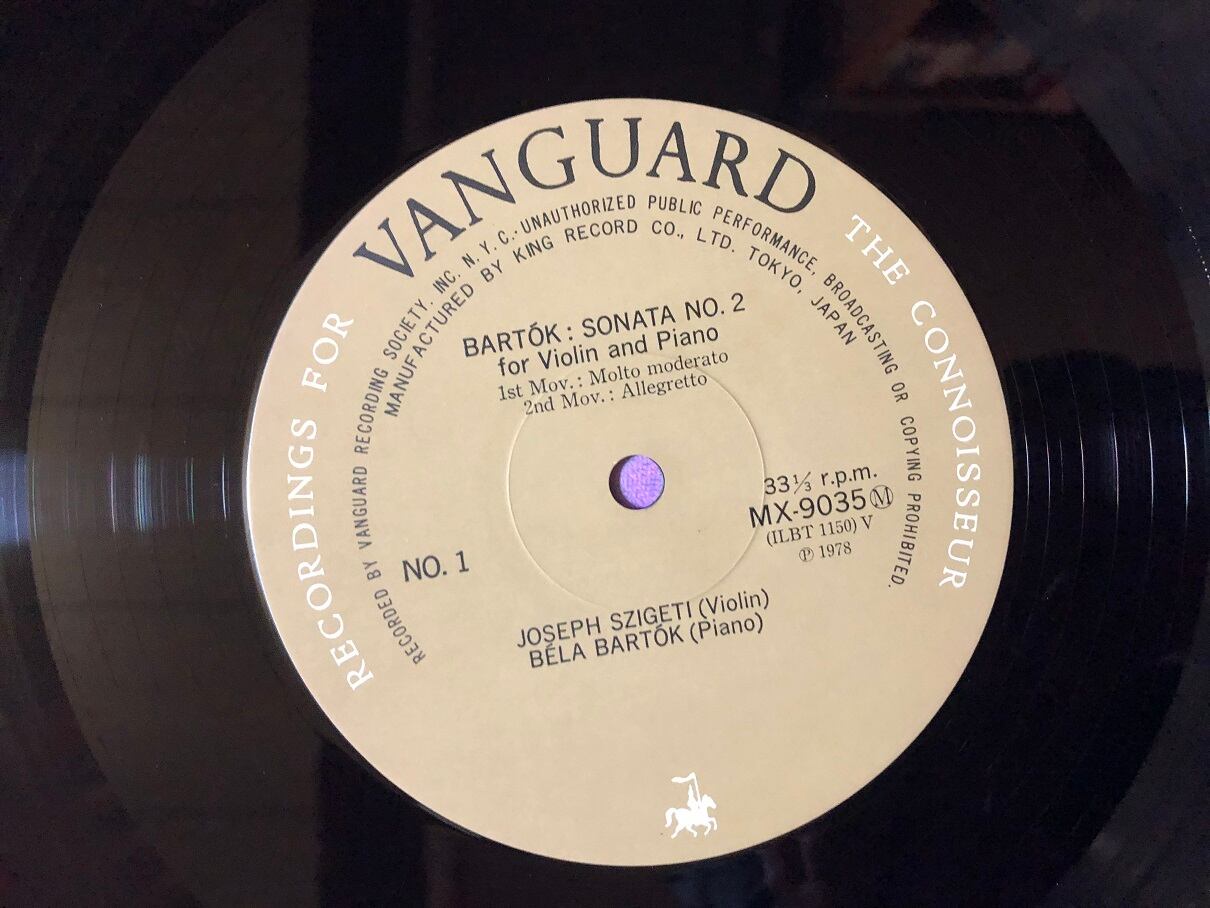 VANGUARD
RECORDINGS FOR THE CONNOISSEUR
RECORDED BY VANGUARD RECORDING SOCIETY, INC. N.Y.C.·UNAUTHORIZED PUBLIC PERFORMANCE, BROADCASTING OR COPYING PROHIBITED.
MANUFACTURED BY KING RECORD CO., LTD. TOKYO, JAPAN
BARTÓK : SONATA NO. 2
for Violin and Piano
1st Mov. : Molto moderato
2nd Mov. : Allegretto
33⅓ r.p.m.
MX-9035 Ⓜ
(ILBT 1150) V
℗ 1978
NO. 1
JOSEPH SZIGETI (Violin)
BÉLA BARTÓK (Piano)